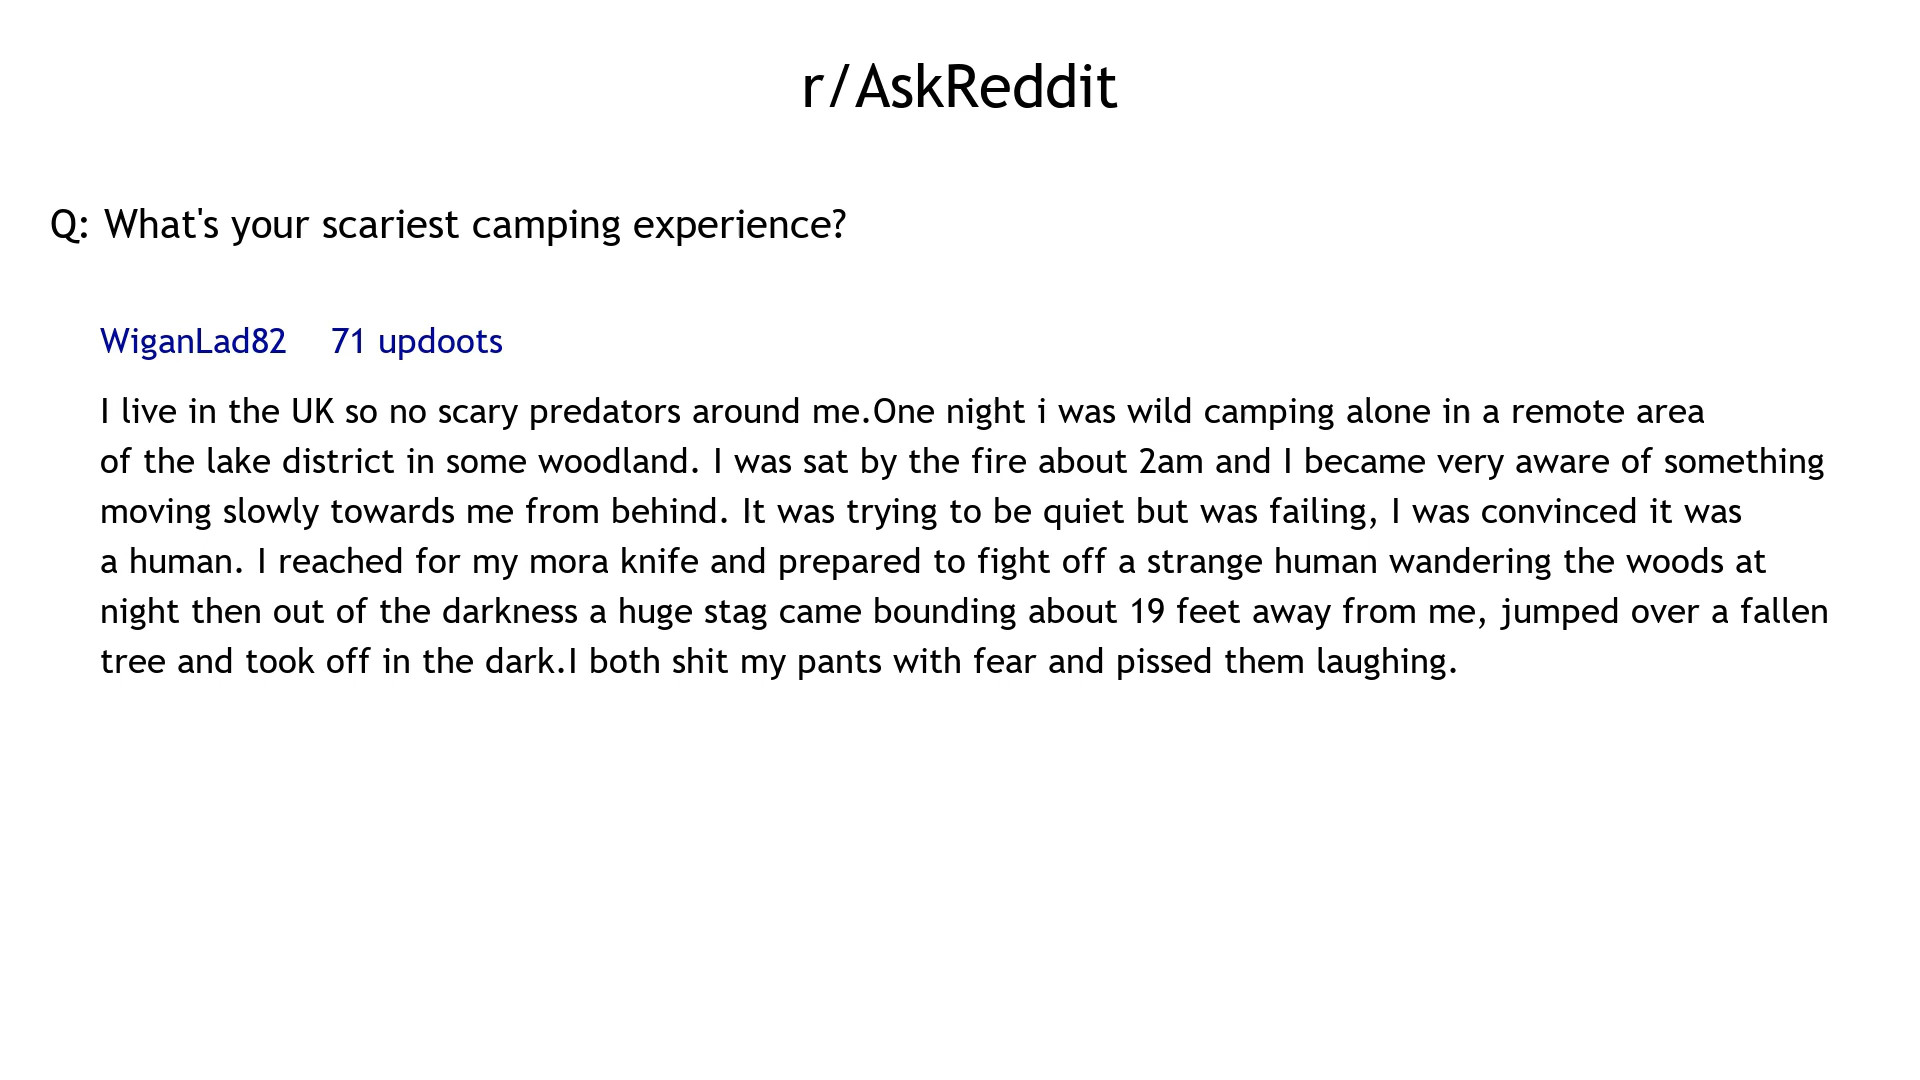 r/AskReddit
Q: What's your scariest camping experience?
WiganLad82 71 updoots
I live in the UK so no scary predators around me.One night i was wild camping alone in a remote area
of the lake district in some woodland. I was sat by the fire about 2am and I became very aware of something
moving slowly towards me from behind. It was trying to be quiet but was failing, I was convinced it was
a human. I reached for my mora knife and prepared to fight off a strange human wandering the woods at
night then out of the darkness a huge stag came bounding about 19 feet away from me, jumped over a fallen
tree and took off in the dark.I both shit my pants with fear and pissed them laughing.